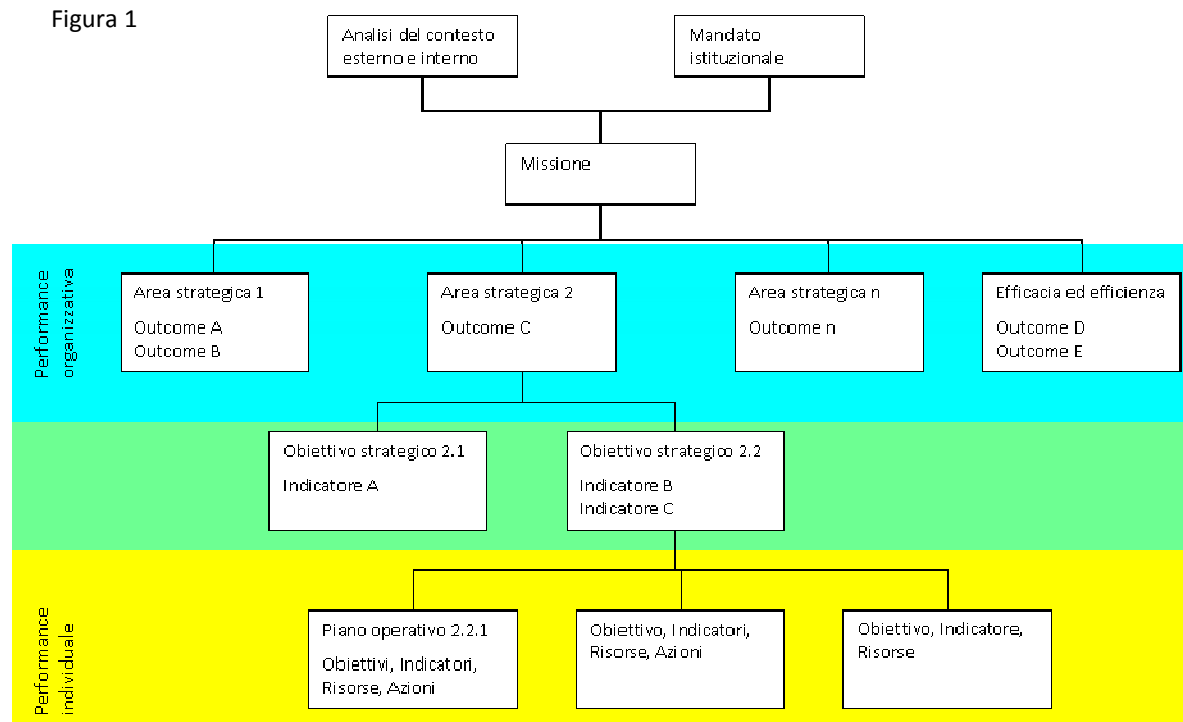 Figura 1
Analisi del contesto
esterno e interno
Mandato
istituzionale
Missione
Performance
organizzativa
Area strategica 1
Outcome A
Outcome B
Area strategica 2
Outcome C
Area strategica n
Outcome n
Efficacia ed efficienza
Outcome D
Outcome E
Obiettivo strategico 2.1
Indicatore A
Obiettivo strategico 2.2
Indicatore B
Indicatore C
Performance
individuale
Piano operativo 2.2.1
Obiettivi, Indicatori,
Risorse, Azioni
Obiettivo, Indicatori,
Risorse, Azioni
Obiettivo, Indicatore,
Risorse